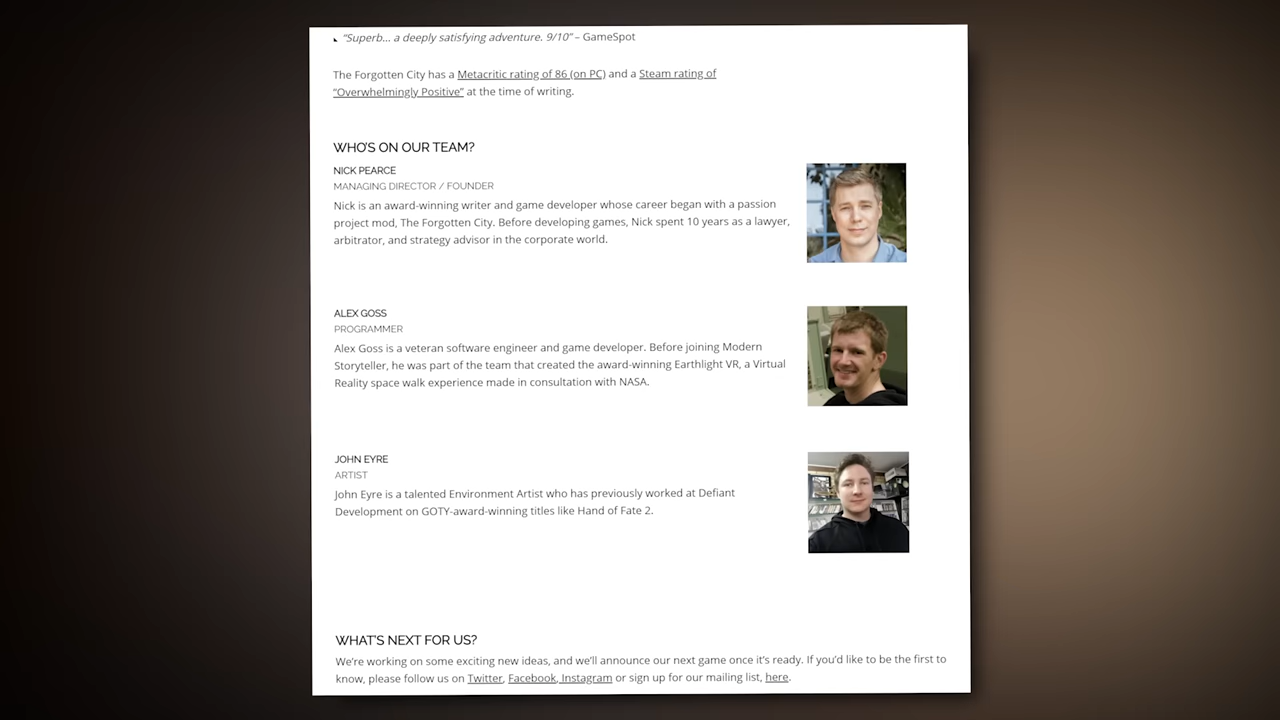 “Superb... a deeply satisfying adventure. 9/10” – GameSpot
The Forgotten City has a Metacritic rating of 86 (on PC) and a Steam rating of
“Overwhelmingly Positive” at the time of writing.
WHO'S ON OUR TEAM?
NICK PEARCE
MANAGING DIRECTOR / FOUNDER
Nick is an award-winning writer and game developer whose career began with a passion
project mod, The Forgotten City. Before developing games, Nick spent 10 years as a lawyer,
arbitrator, and strategy advisor in the corporate world.
ALEX GOSS
PROGRAMMER
Alex Goss is a veteran software engineer and game developer. Before joining Modern
Storyteller, he was part of the team that created the award-winning Earthlight VR, a Virtual
Reality space walk experience made in consultation with NASA.
JOHN EYRE
ARTIST
John Eyre is a talented Environment Artist who has previously worked at Defiant
Development on GOTY-award-winning titles like Hand of Fate 2.
WHAT'S NEXT FOR US?
We’re working on some exciting new ideas, and we’ll announce our next game once it’s ready. If you’d like to be the first to
know, please follow us on Twitter, Facebook, Instagram or sign up for our mailing list, here.